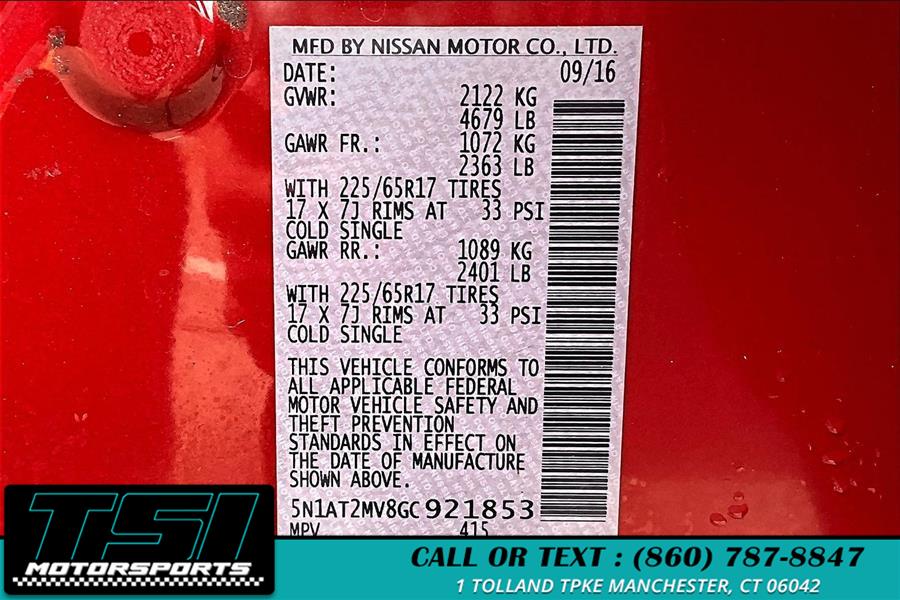 MFD BY NISSAN MOTOR CO., LTD.
DATE: 09/16
GVWR: 2122 KG
4679 LB
GAWR FR.: 1072 KG
2363 LB
WITH 225/65R17 TIRES
17 X 7J RIMS AT 33 PSI
COLD SINGLE
GAWR RR.: 1089 KG
2401 LB
WITH 225/65R17 TIRES
17 X 7J RIMS AT 33 PSI
COLD SINGLE
THIS VEHICLE CONFORMS TO
ALL APPLICABLE FEDERAL
MOTOR VEHICLE SAFETY AND
THEFT PREVENTION
STANDARDS IN EFFECT ON
THE DATE OF MANUFACTURE
SHOWN ABOVE.
5N1AT2MV8GC921853
MPV 415
TSI
MOTORSPORTS
CALL OR TEXT : (860) 787-8847
1 TOLLAND TPKE MANCHESTER, CT 06042